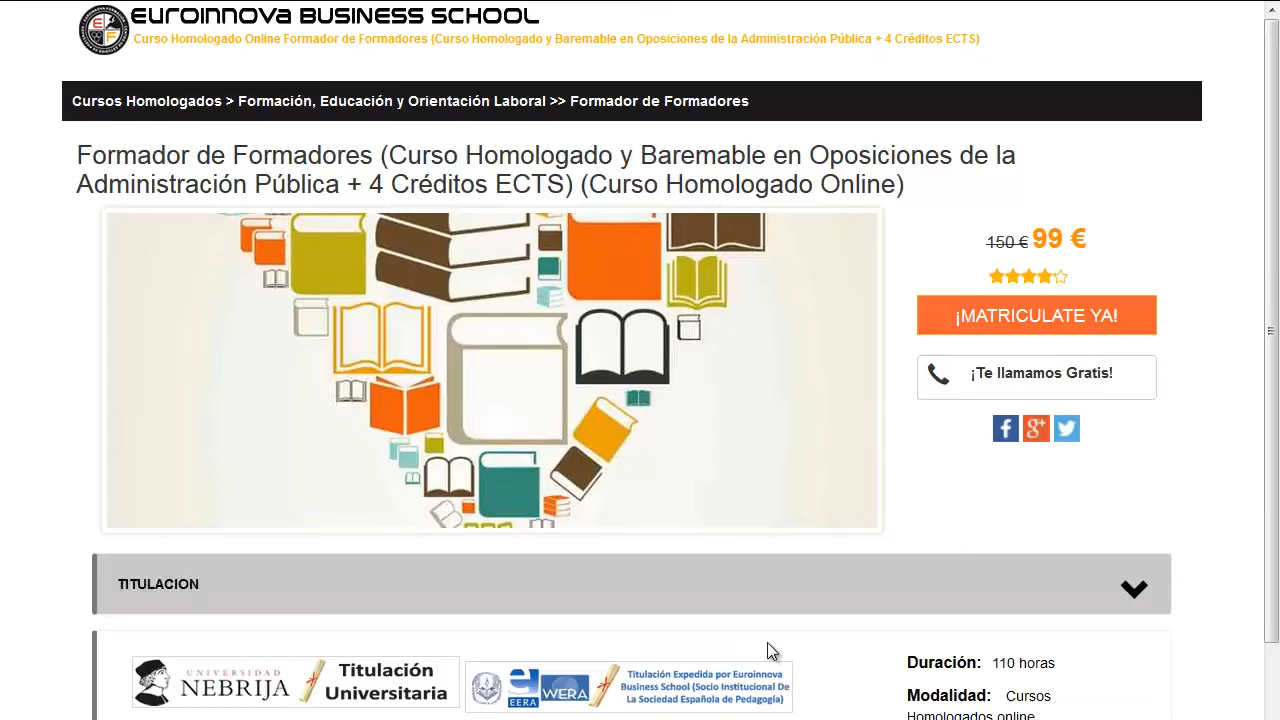 EUROINNOVA BUSINESS SCHOOL
Curso Homologado Online Formador de Formadores (Curso Homologado y Baremable en Oposiciones de la Administración Pública + 4 Créditos ECTS)
Cursos Homologados > Formación, Educación y Orientación Laboral >> Formador de Formadores
Formador de Formadores (Curso Homologado y Baremable en Oposiciones de la
Administración Pública + 4 Créditos ECTS) (Curso Homologado Online)
150 € 99 €
¡MATRICULATE YA!
¡Te llamamos Gratis!
TITULACION
UNIVERSIDAD
NEBRIJA
Titulación
Universitaria
EERA
WERA
Titulación Expedida por Euroinnova
Business School (Socio Institucional De
La Sociedad Española de Pedagogía)
Duración: 110 horas
Modalidad: Cursos
Homologados online